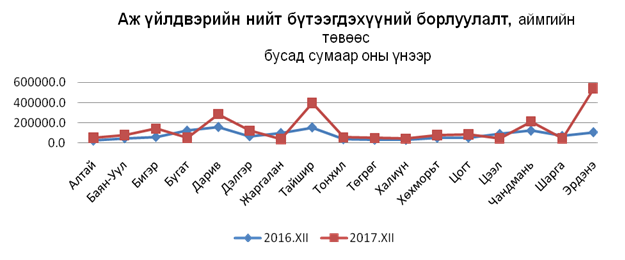 Аж үйлдвэрийн нийт бүтээгдэхүүний борлуулалт, аймгийн
төвөөс
бусад сумаар оны үнээр
600000.0
400000.0
200000.0
0.0
Алтай
Баян-Уул
Бигэр
Бугат
Дарив
Дэлгэр
Жаргалан
Тайшир
Тонхил
Төгрөг
Халиун
Хөхморьт
Цогт
Цээл
Чандмань
Шарга
Эрдэнэ
2016.XII
2017.XII